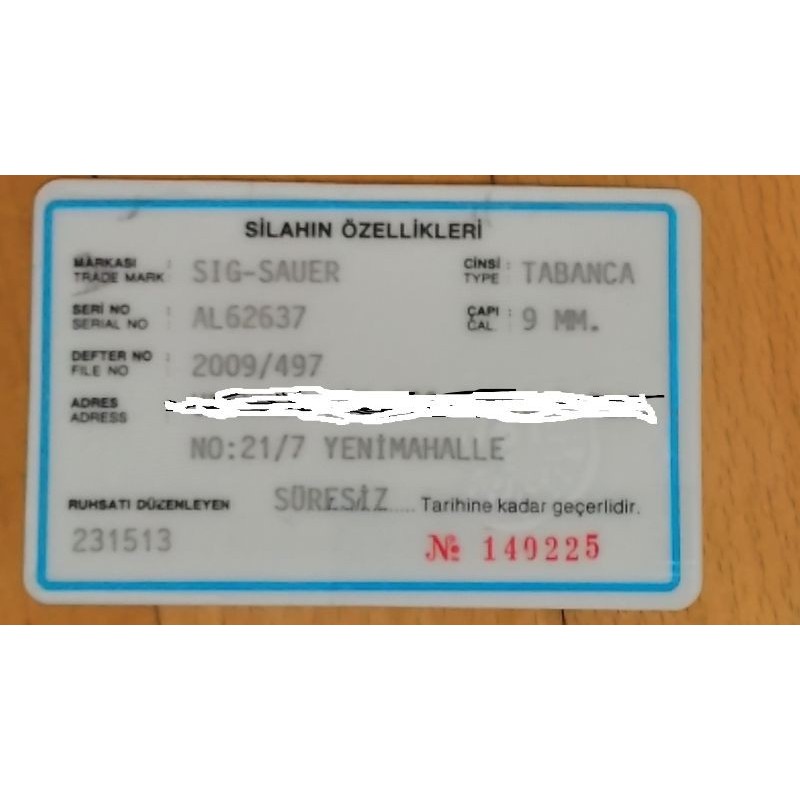 SİLAHIN ÖZELLİKLERİ
MARKASI : SIG-SAUER CİNSİ : TABANCA
TRADE MARK TYPE
SERİ NO : AL62637 ÇAPI : 9 MM.
SERIAL NO CAL
DEFTER NO : 2009/497
FILE NO
ADRES
ADRESS
NO:21/7 YENİMAHALLE
RUHSATI DÜZENLEYEN SÜRESİZ.... Tarihine kadar geçerlidir.
231513 № 140225